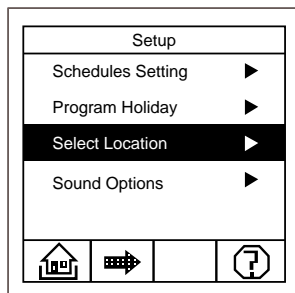 Setup
Schedules Setting
Program Holiday
Select Location
Sound Options
?